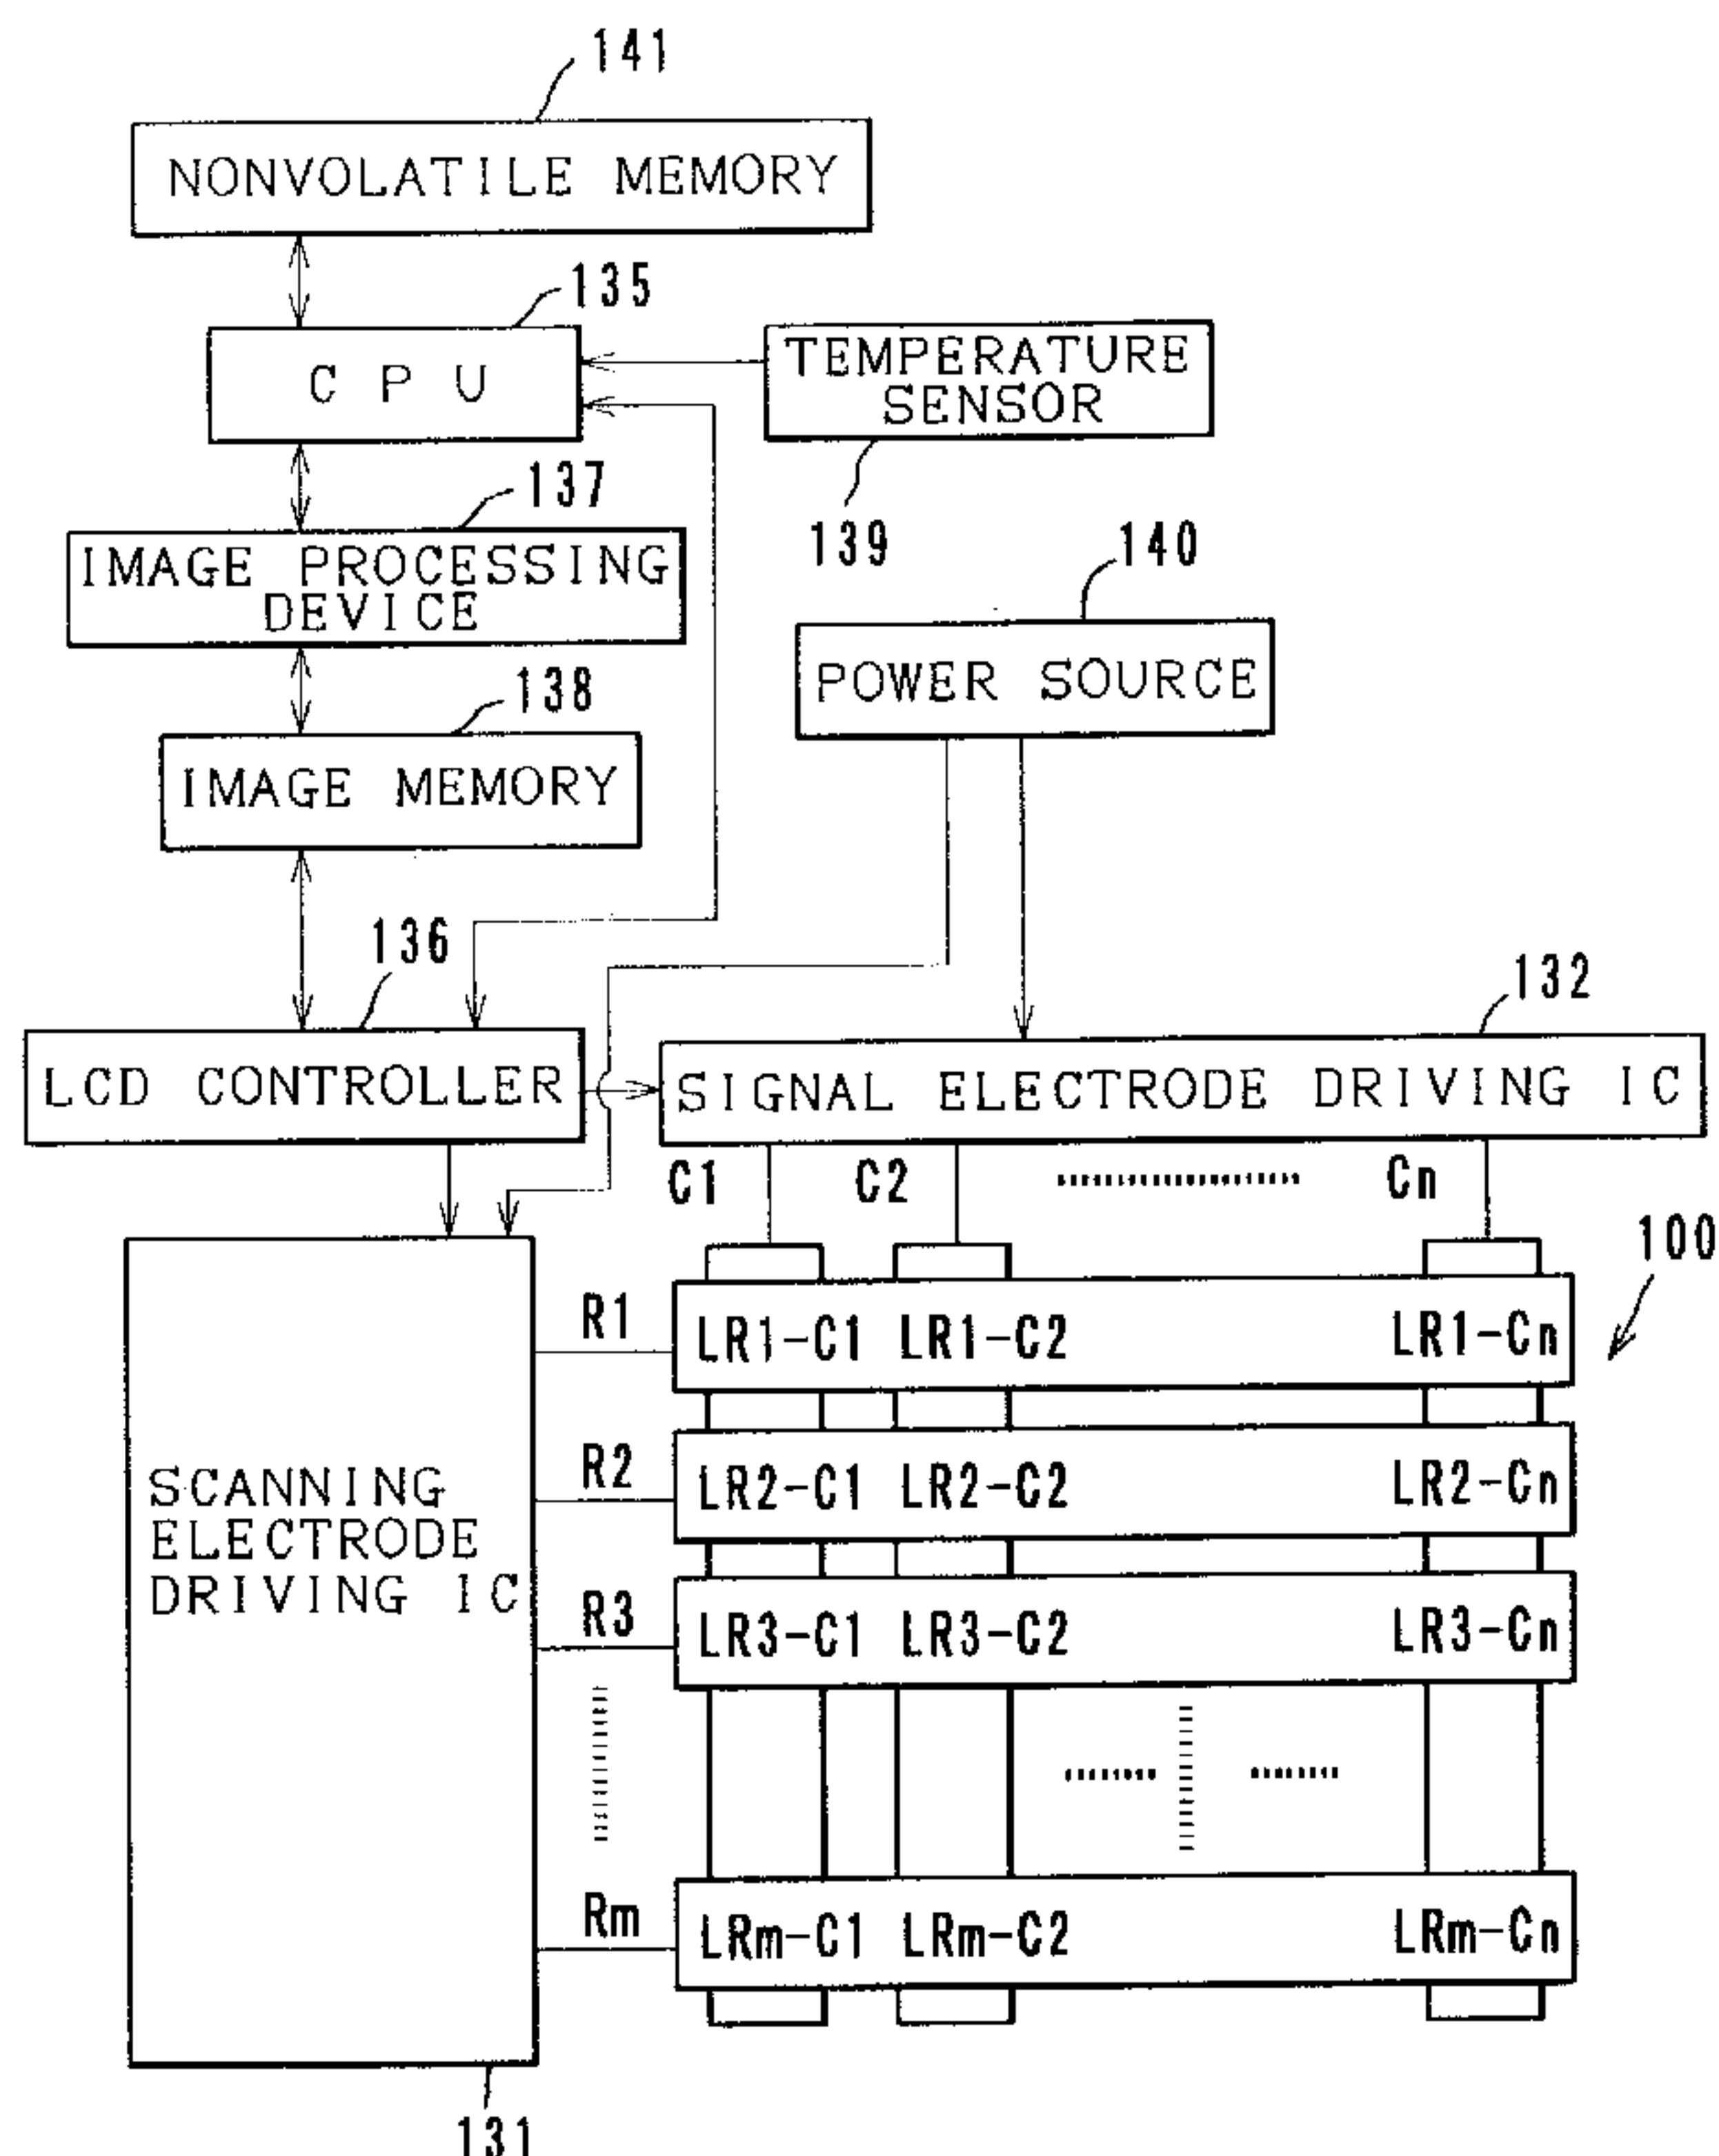 141
NONVOLATILE MEMORY
135
CPU
TEMPERATURE
SENSOR
139
137
IMAGE PROCESSING
DEVICE
140
POWER SOURCE
138
IMAGE MEMORY
136
LCD CONTROLLER
132
SIGNAL ELECTRODE DRIVING IC
C1 C2 Cn
100
R1 LR1-C1 LR1-C2 LR1-Cn
R2 LR2-C1 LR2-C2 LR2-Cn
SCANNING
ELECTRODE
DRIVING IC
R3 LR3-C1 LR3-C2 LR3-Cn
Rm LRm-C1 LRm-C2 LRm-Cn
131